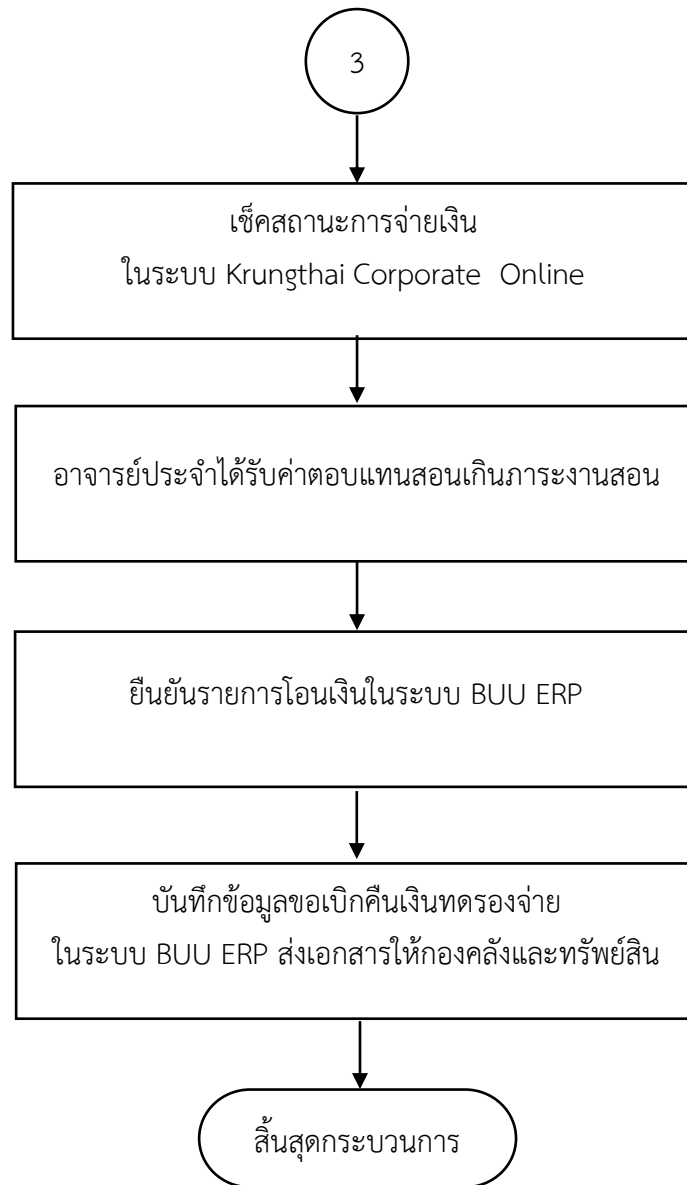 3
เช็คสถานะการจ่ายเงิน
ในระบบ Krungthai Corporate  Online
อาจารย์ประจำได้รับค่าตอบแทนสอนเกินภาระงานสอน
ยืนยันรายการโอนเงินในระบบ BUU ERP
บันทึกข้อมูลขอเบิกคืนเงินทดรองจ่าย
ในระบบ BUU ERP ส่งเอกสารให้กองคลังและทรัพย์สิน
สิ้นสุดกระบวนการ